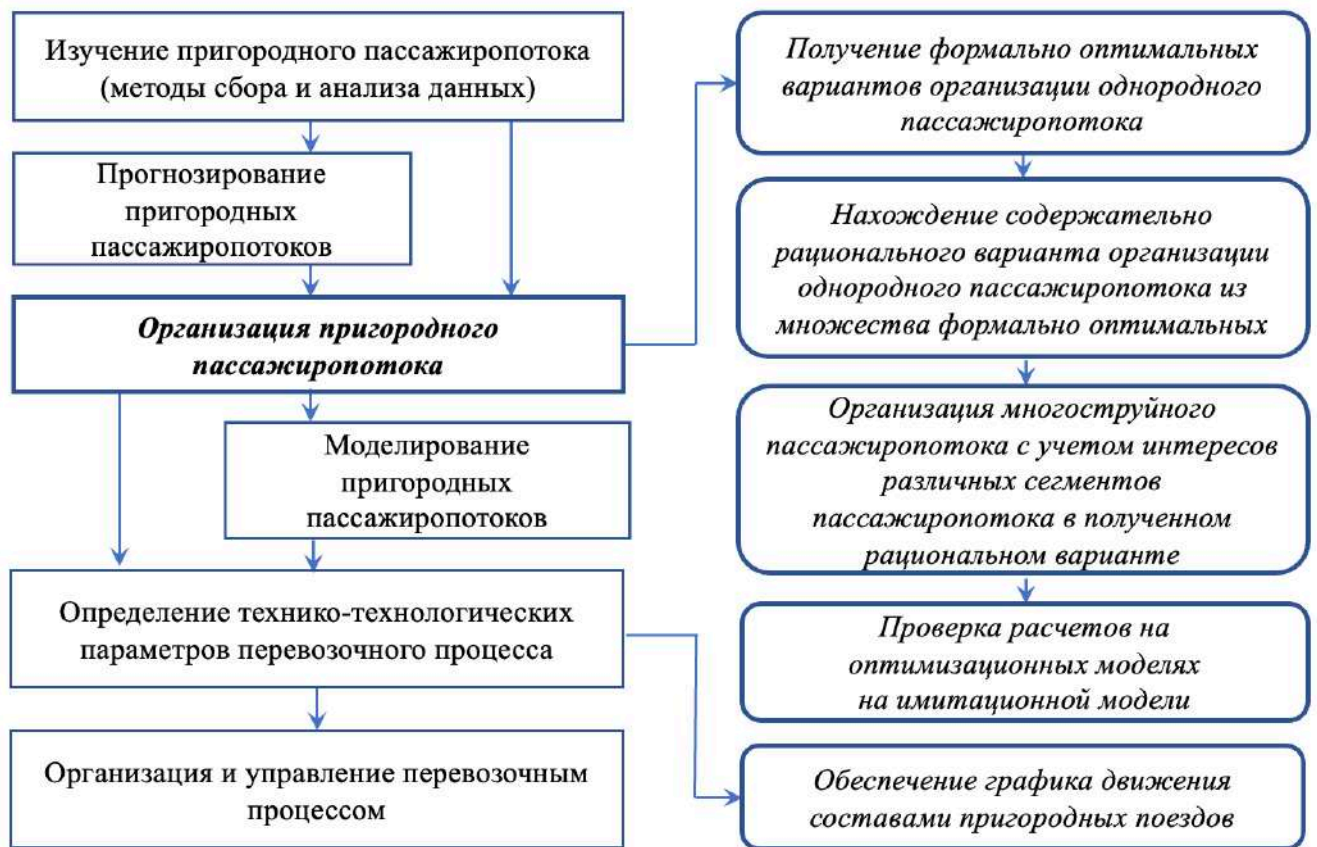 Изучение пригородного пассажиропотока
(методы сбора и анализа данных)
Прогнозирование
пригородных
пассажиропотоков
Организация пригородного
пассажиропотока
Моделирование
пригородных
пассажиропотоков
Определение технико-технологических
параметров перевозочного процесса
Организация и управление перевозочным
процессом
Получение формально оптимальных
вариантов организации однородного
пассажиропотока
Нахождение содержательно
рационального варианта организации
однородного пассажиропотока из
множества формально оптимальных
Организация многоструйного
пассажиропотока с учетом интересов
различных сегментов
пассажиропотока в полученном
рациональном варианте
Проверка расчетов на
оптимизационных моделях
на имитационной модели
Обеспечение графика движения
составами пригородных поездов